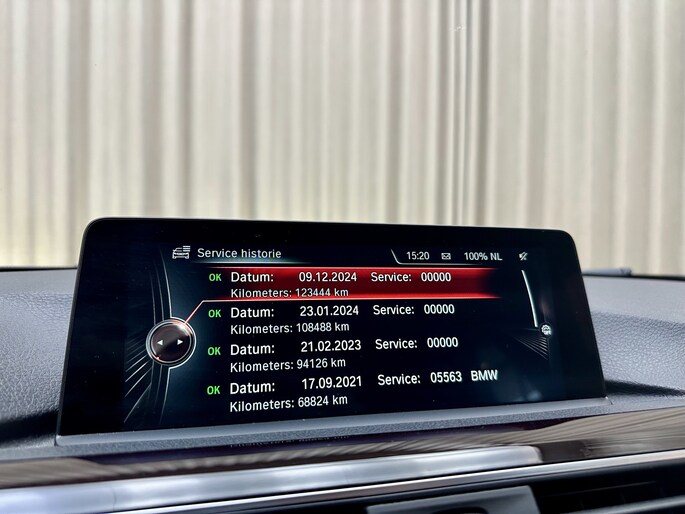 Service historie 15:20 100% NL
OK Datum: 09.12.2024 Service: 00000
Kilometers: 123444 km
OK Datum: 23.01.2024 Service: 00000
Kilometers: 108488 km
OK Datum: 21.02.2023 Service: 00000
Kilometers: 94126 km
OK Datum: 17.09.2021 Service: 05563 BMW
Kilometers: 68824 km